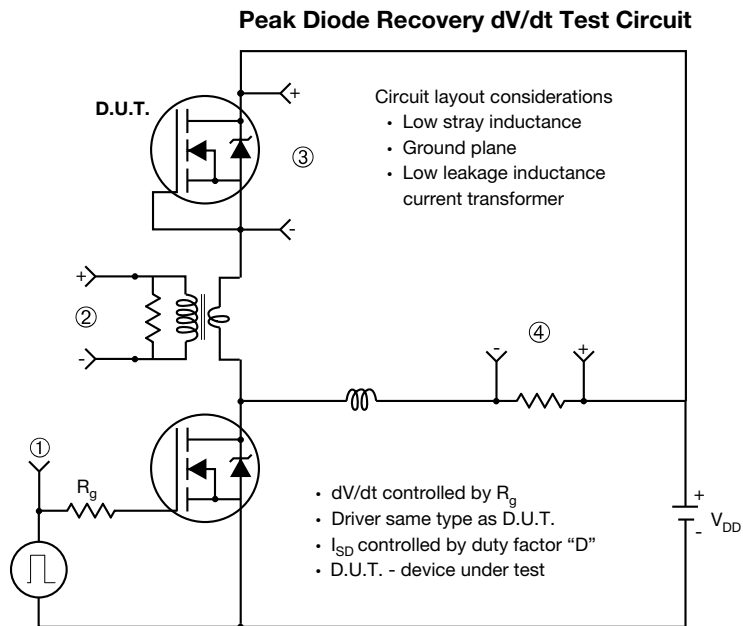 Peak Diode Recovery dV/dt Test Circuit
D.U.T.
+
-
③
Circuit layout considerations
• Low stray inductance
• Ground plane
• Low leakage inductance
current transformer
+
②
-
④
-
+
①
Rg
• dV/dt controlled by Rg
• Driver same type as D.U.T.
• ISD controlled by duty factor “D”
• D.U.T. - device under test
+
-
VDD